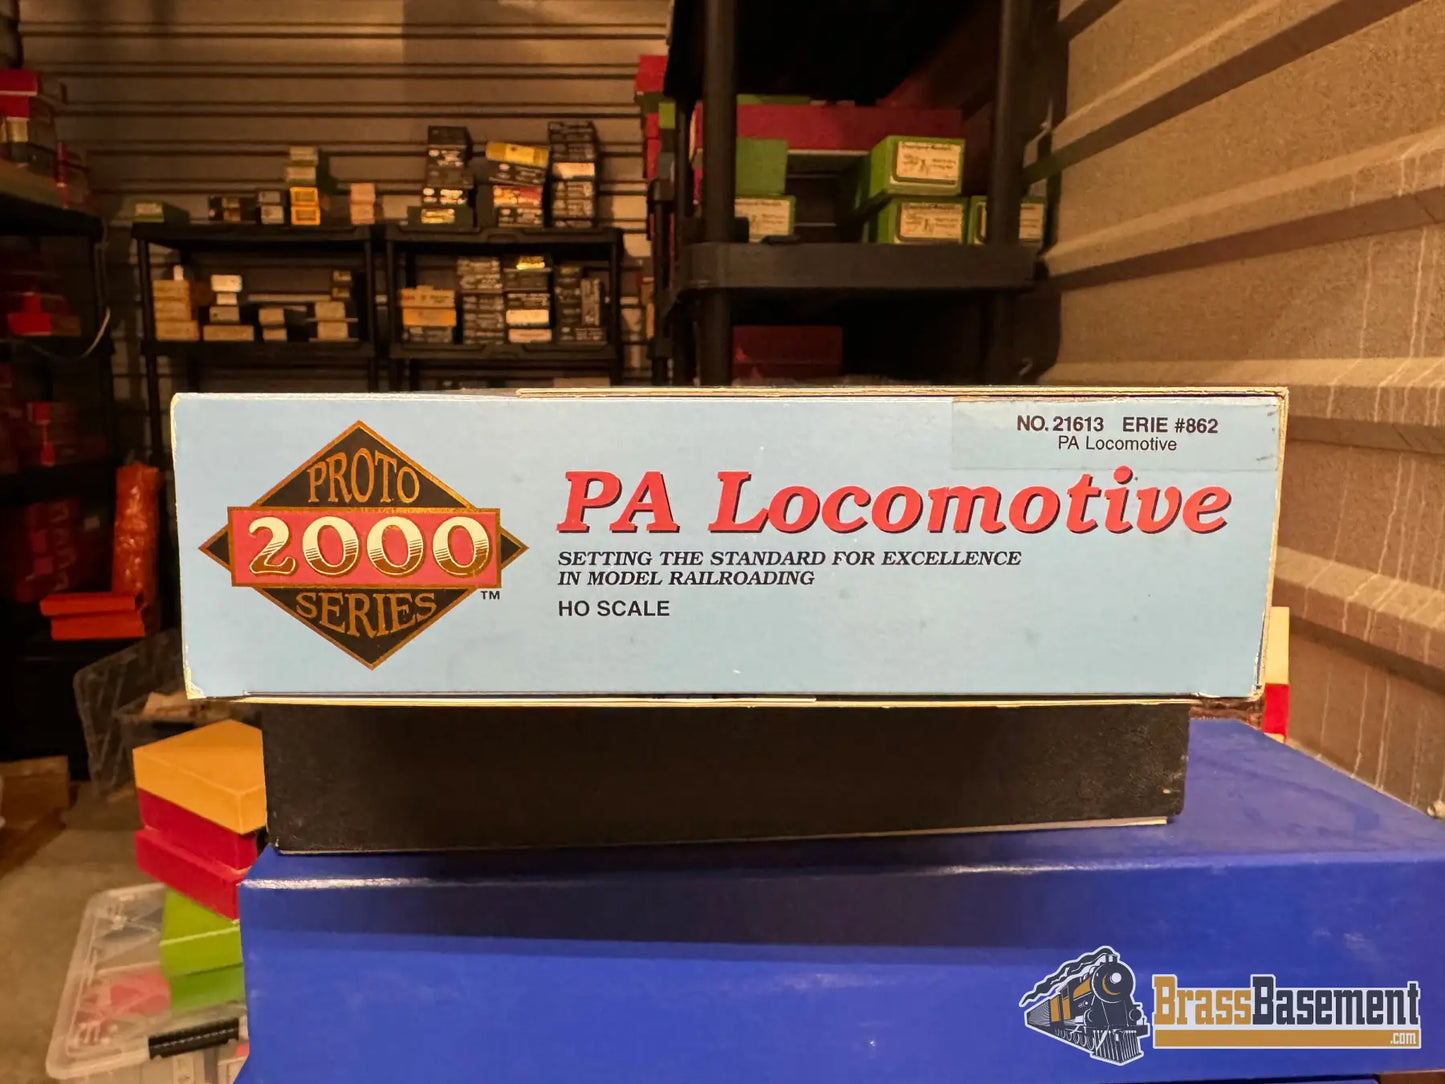 NO. 21613 ERIE #862
PA Locomotive
PROTO
2000
SERIES
TM
PA Locomotive
SETTING THE STANDARD FOR EXCELLENCE
IN MODEL RAILROADING
HO SCALE
BrassBasement
.com